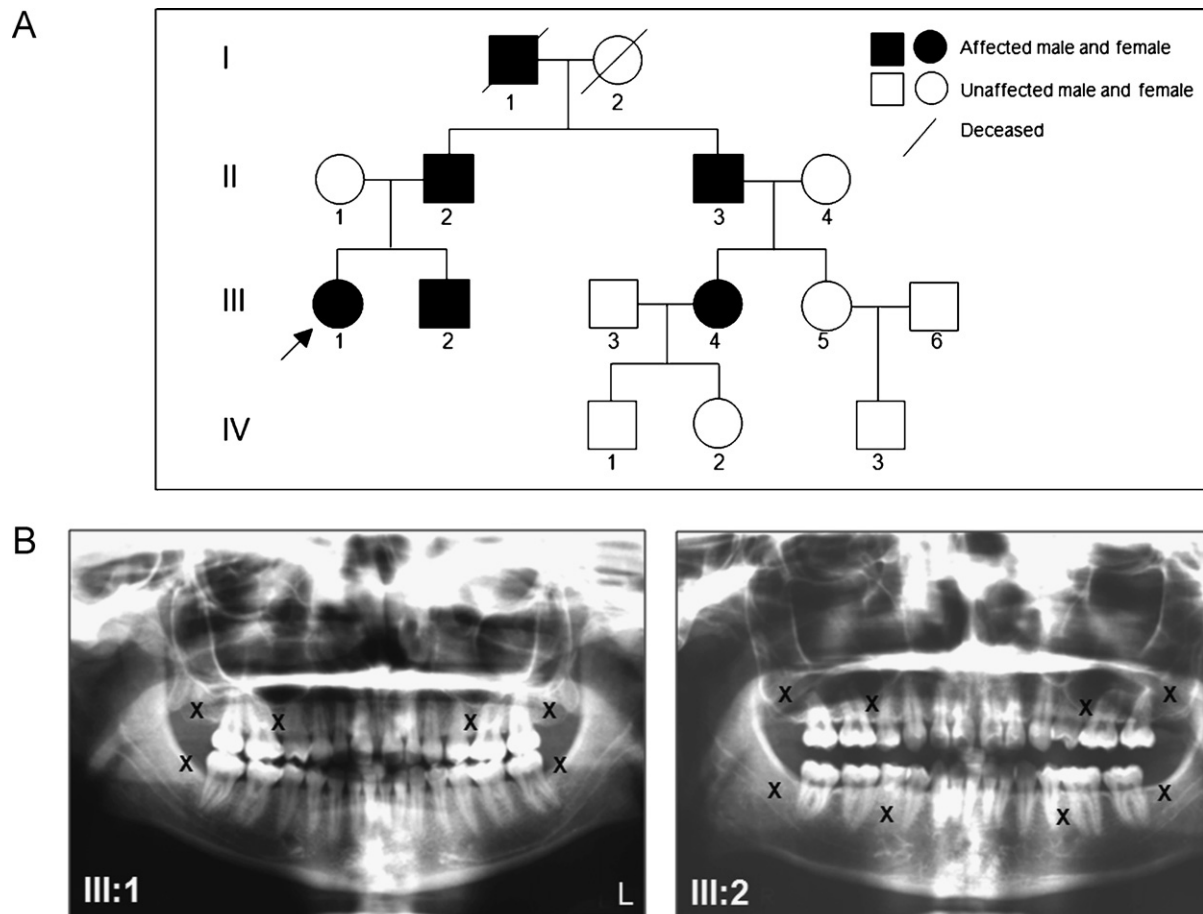 A
I
1
2
Affected male and female
Unaffected male and female
Deceased
II
1
2
3
4
III
1
2
3
4
5
6
IV
1
2
3
B
X X X X
X X
III:1
L
X X X X
X X
X X
III:2